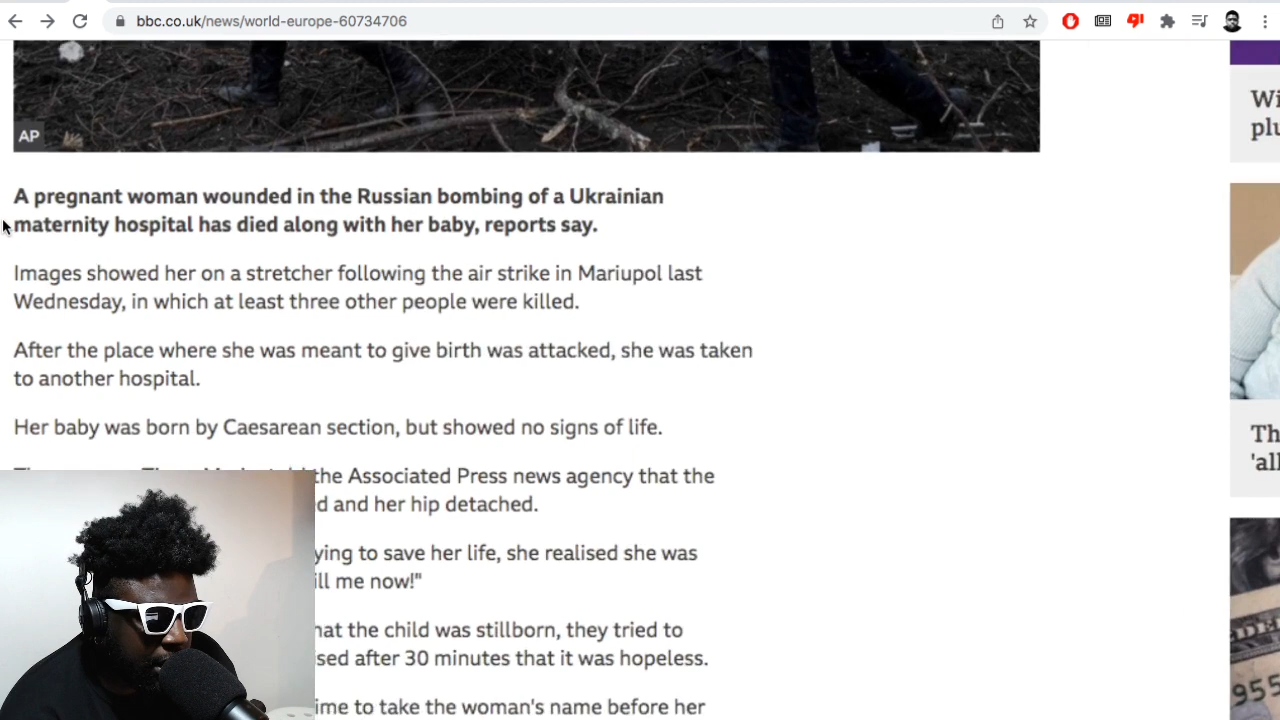 bbc.co.uk/news/world-europe-60734706
AP
A pregnant woman wounded in the Russian bombing of a Ukrainian
maternity hospital has died along with her baby, reports say.
Images showed her on a stretcher following the air strike in Mariupol last
Wednesday, in which at least three other people were killed.
After the place where she was meant to give birth was attacked, she was taken
to another hospital.
Her baby was born by Caesarean section, but showed no signs of life.
the Associated Press news agency that the
and her hip detached.
to save her life, she realised she was
me now!"
the child was stillborn, they tried to
after 30 minutes that it was hopeless.
to take the woman's name before her
Wi
plu
Th
'all
955